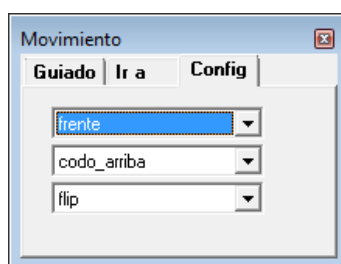 Movimiento
Guiado Ir a Config
frente
codo_arriba
flip